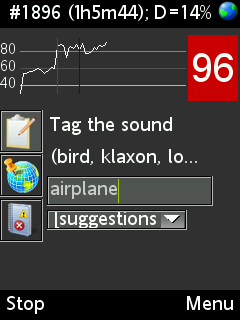 #1896 (1h5m44); D=14%
80
60
40
96
Tag the sound
(bird, klaxon, lo...
airplane
[suggestions
Stop
Menu